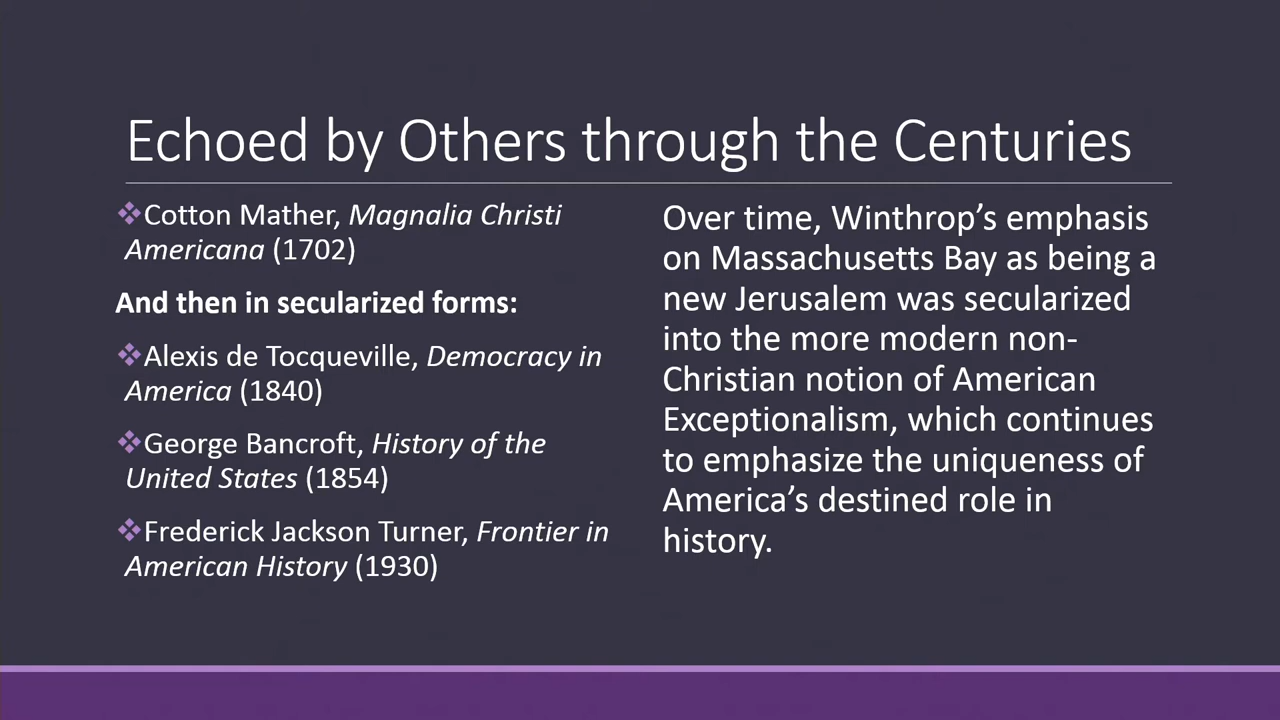 Echoed by Others through the Centuries
❖Cotton Mather, Magnalia Christi
Americana (1702)
And then in secularized forms:
❖Alexis de Tocqueville, Democracy in
America (1840)
❖George Bancroft, History of the
United States (1854)
❖Frederick Jackson Turner, Frontier in
American History (1930)
Over time, Winthrop’s emphasis
on Massachusetts Bay as being a
new Jerusalem was secularized
into the more modern non-
Christian notion of American
Exceptionalism, which continues
to emphasize the uniqueness of
America’s destined role in
history.